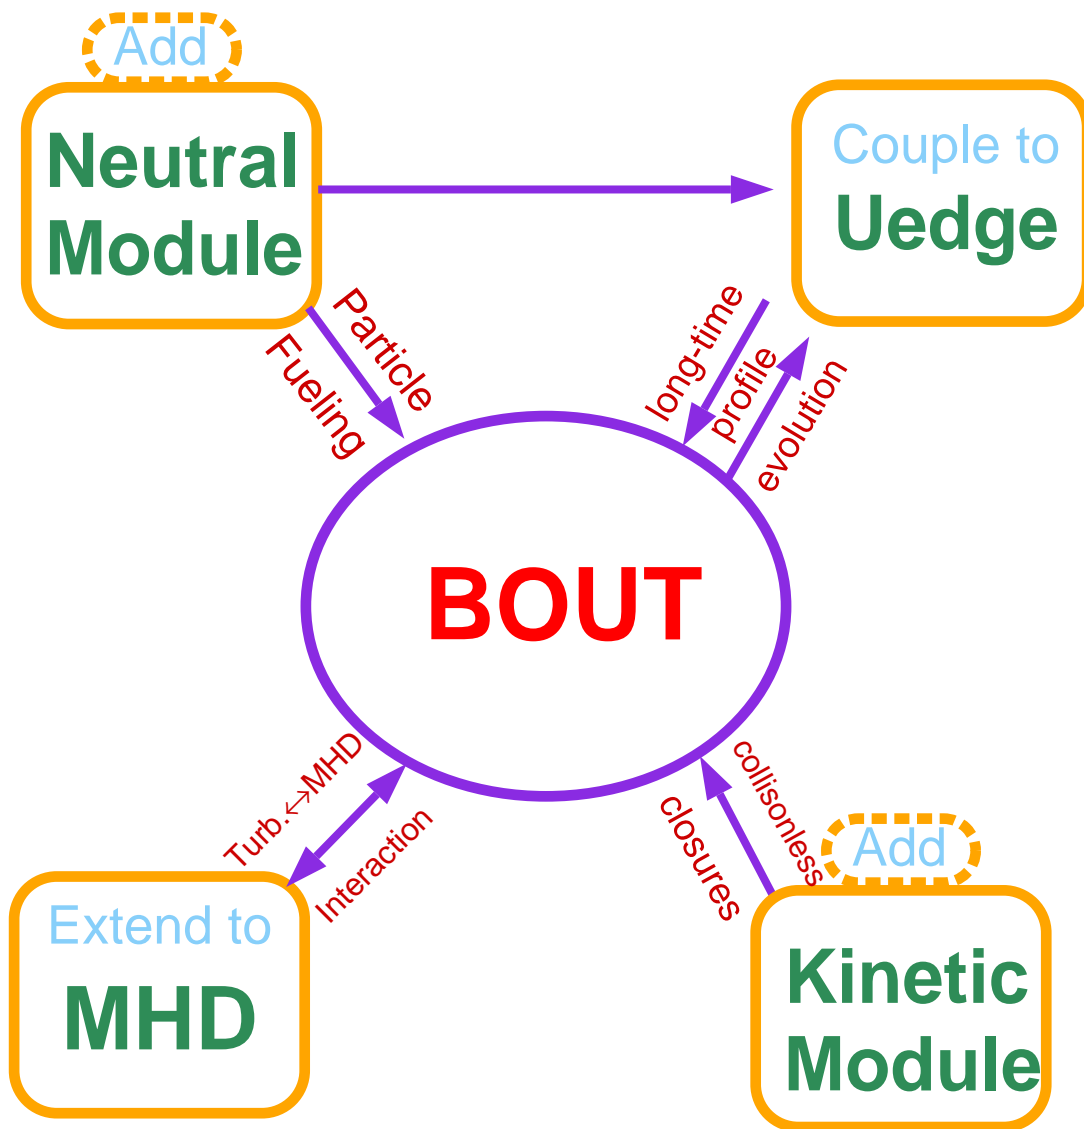 Add
Neutral
Module
Couple to
Uedge
Particle
Fueling
long-time
profile
evolution
BOUT
Turb.↔MHD
Interaction
collisonless
closures
Extend to
MHD
Add
Kinetic
Module